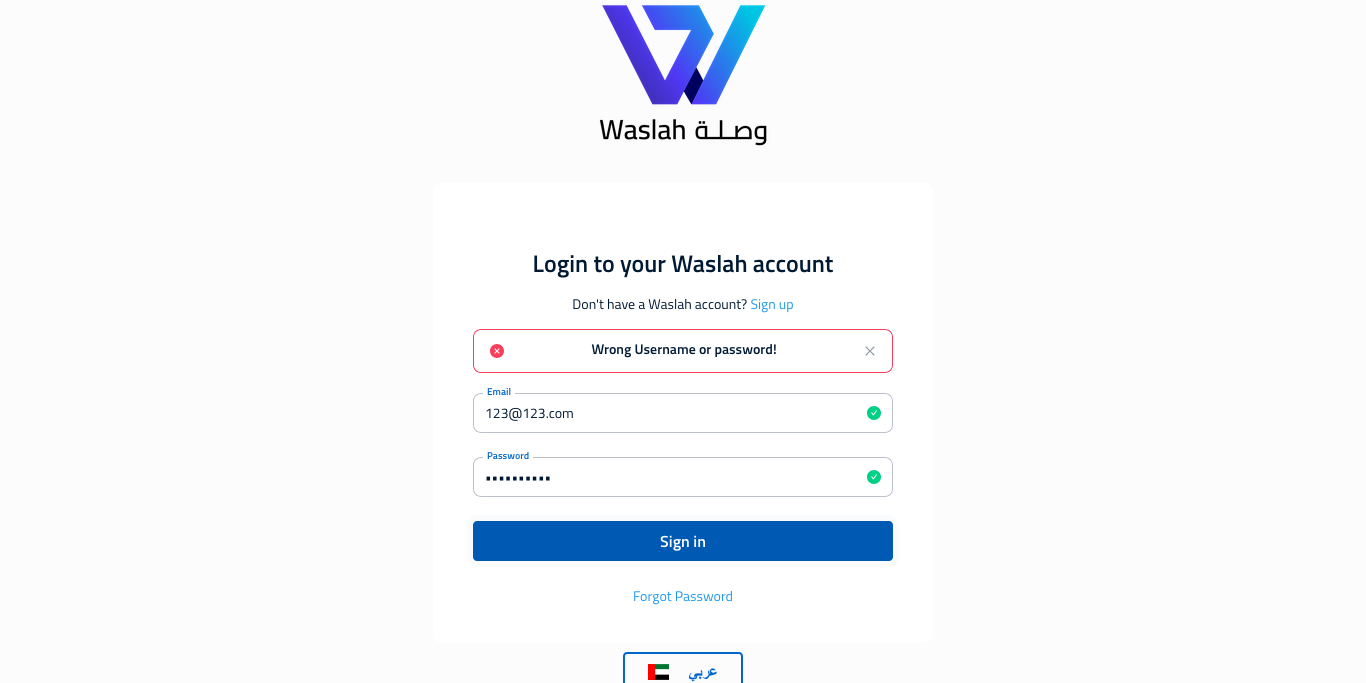 Waslah وصلة
Login to your Waslah account
Don't have a Waslah account? Sign up
Wrong Username or password!
Email
123@123.com
Password
••••••••••
Sign in
Forgot Password
عربي